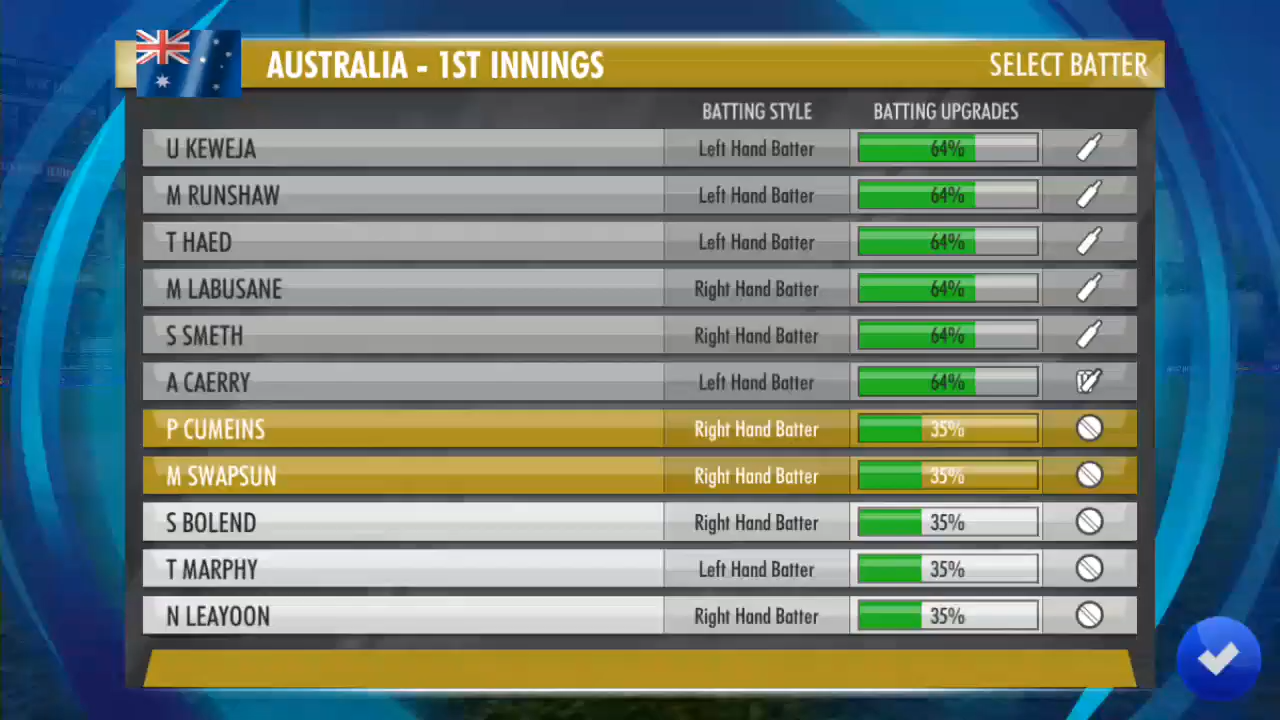 AUSTRALIA - 1ST INNINGS SELECT BATTER
BATTING STYLE BATTING UPGRADES
U KEWEJA Left Hand Batter 64%
M RUNSHAW Left Hand Batter 64%
T HAED Left Hand Batter 64%
M LABUSANE Right Hand Batter 64%
S SMETH Right Hand Batter 64%
A CAERRY Left Hand Batter 64%
P CUMEINS Right Hand Batter 35%
M SWAPSUN Right Hand Batter 35%
S BOLEND Right Hand Batter 35%
T MARPHY Left Hand Batter 35%
N LEAYOON Right Hand Batter 35%